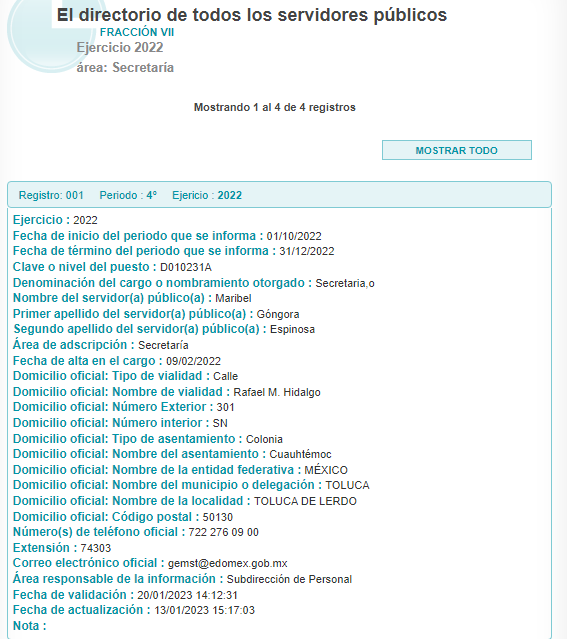 El directorio de todos los servidores públicos
FRACCIÓN VII
Ejercicio 2022
área: Secretaría
Mostrando 1 al 4 de 4 registros
MOSTRAR TODO
Registro: 001 Periodo : 4º Ejericio : 2022
Ejercicio : 2022
Fecha de inicio del periodo que se informa : 01/10/2022
Fecha de término del periodo que se informa : 31/12/2022
Clave o nivel del puesto : D010231A
Denominación del cargo o nombramiento otorgado : Secretaria,o
Nombre del servidor(a) público(a) : Maribel
Primer apellido del servidor(a) público(a) : Góngora
Segundo apellido del servidor(a) público(a) : Espinosa
Área de adscripción : Secretaría
Fecha de alta en el cargo : 09/02/2022
Domicilio oficial: Tipo de vialidad : Calle
Domicilio oficial: Nombre de vialidad : Rafael M. Hidalgo
Domicilio oficial: Número Exterior : 301
Domicilio oficial: Número interior : SN
Domicilio oficial: Tipo de asentamiento : Colonia
Domicilio oficial: Nombre del asentamiento : Cuauhtémoc
Domicilio oficial: Nombre de la entidad federativa : MÉXICO
Domicilio oficial: Nombre del municipio o delegación : TOLUCA
Domicilio oficial: Nombre de la localidad : TOLUCA DE LERDO
Domicilio oficial: Código postal : 50130
Número(s) de teléfono oficial : 722 276 09 00
Extensión : 74303
Correo electrónico oficial : gemst@edomex.gob.mx
Área responsable de la información : Subdirección de Personal
Fecha de validación : 20/01/2023 14:12:31
Fecha de actualización : 13/01/2023 15:17:03
Nota :